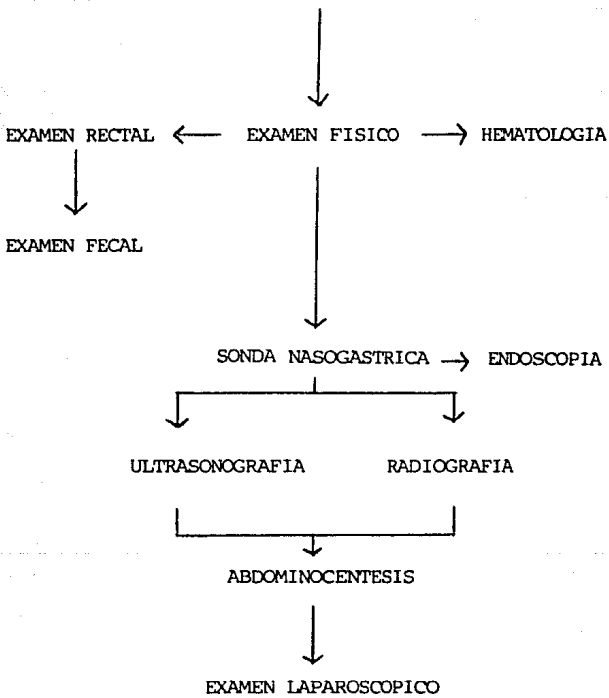 EXAMEN RECTAL EXAMEN FISICO HEMATOLOGIA
EXAMEN FECAL
SONDA NASOGASTRICA ENDOSCOPIA
ULTRASONOGRAFIA RADIOGRAFIA
ABDOMINOCENTESIS
EXAMEN LAPAROSCOPICO